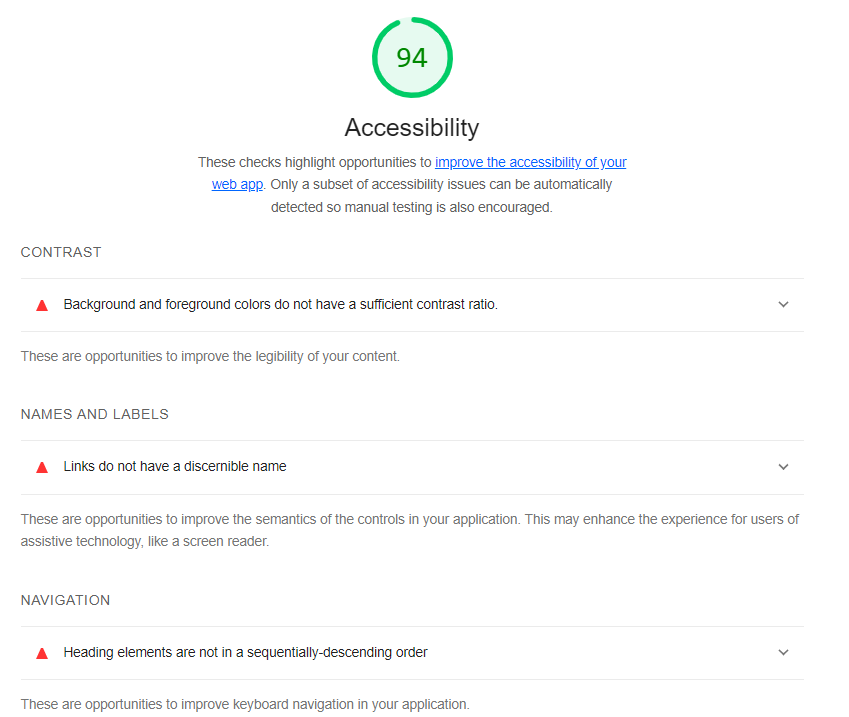 94
Accessibility
These checks highlight opportunities to improve the accessibility of your
web app. Only a subset of accessibility issues can be automatically
detected so manual testing is also encouraged.
CONTRAST
Background and foreground colors do not have a sufficient contrast ratio.
These are opportunities to improve the legibility of your content.
NAMES AND LABELS
Links do not have a discernible name
These are opportunities to improve the semantics of the controls in your application. This may enhance the experience for users of
assistive technology, like a screen reader.
NAVIGATION
Heading elements are not in a sequentially-descending order
These are opportunities to improve keyboard navigation in your application.